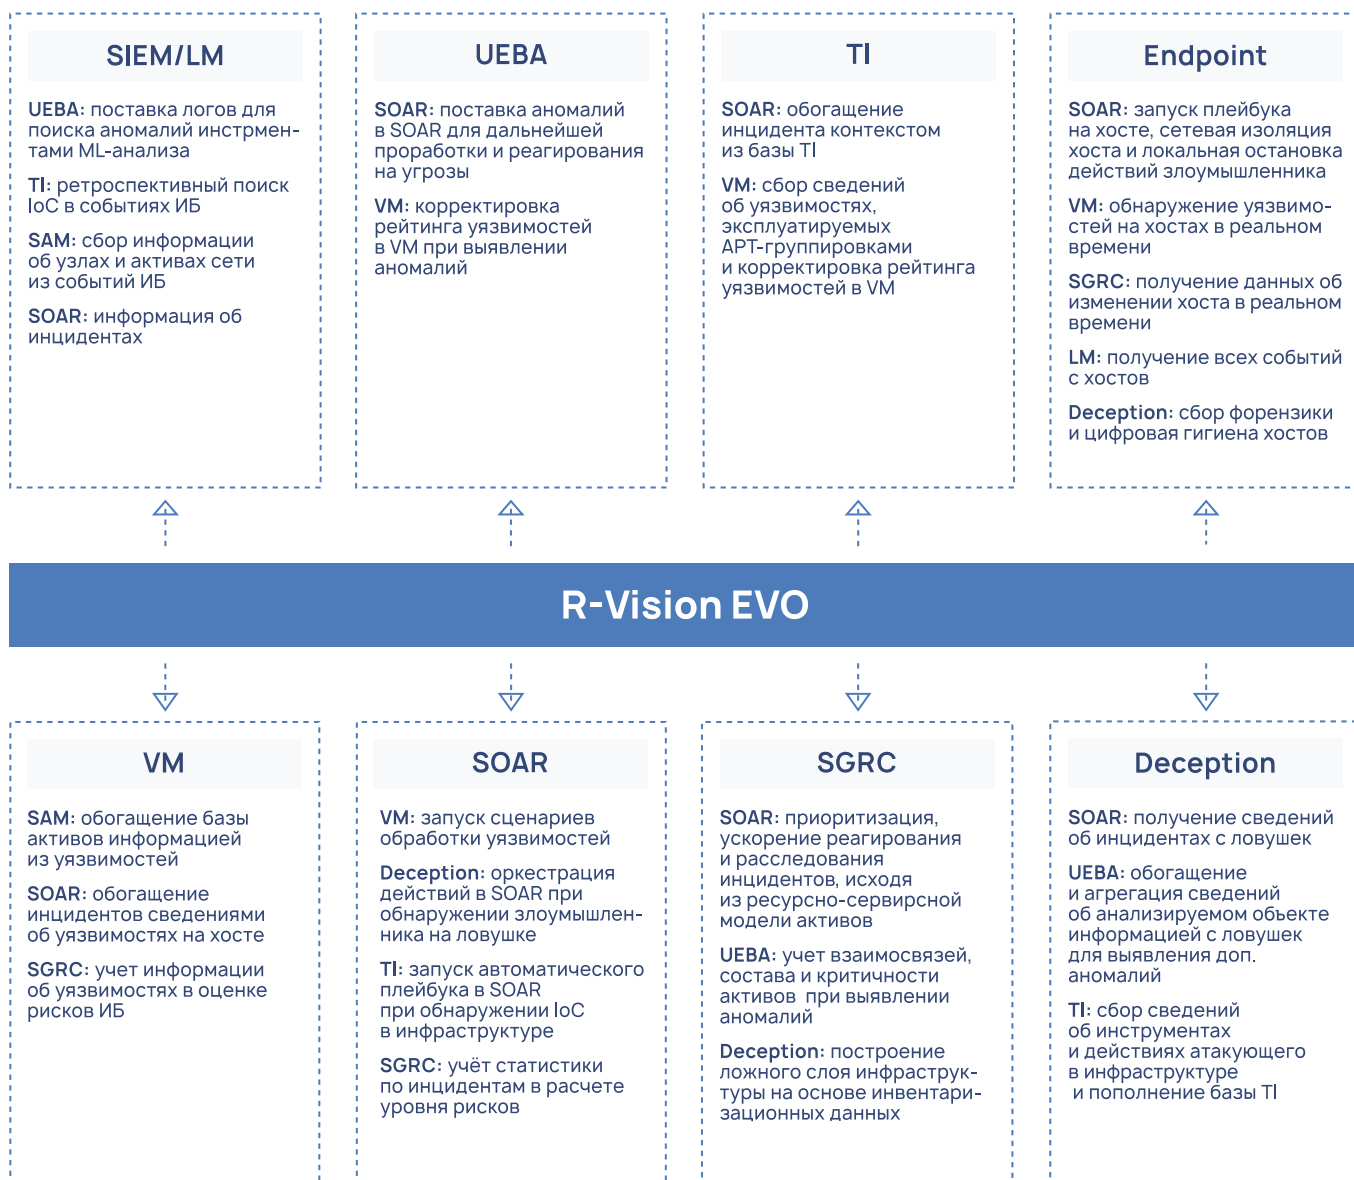 SIEM/LM
UEBA: поставка логов для
поиска аномалий инстрмен-
тами ML-анализа
TI: ретроспективный поиск
IoC в событиях ИБ
SAM: сбор информации
об узлах и активах сети
из событий ИБ
SOAR: информация об
инцидентах
UEBA
SOAR: поставка аномалий
в SOAR для дальнейшей
проработки и реагирования
на угрозы
VM: корректировка
рейтинга уязвимостей
в VM при выявлении
аномалий
TI
SOAR: обогащение
инцидента контекстом
из базы TI
VM: сбор сведений
об уязвимостях,
эксплуатируемых
APT-группировками
и корректировка рейтинга
уязвимостей в VM
Endpoint
SOAR: запуск плейбука
на хосте, сетевая изоляция
хоста и локальная остановка
действий злоумышленника
VM: обнаружение уязвимо-
стей на хостах в реальном
времени
SGRC: получение данных об
изменении хоста в реальном
времени
LM: получение всех событий
с хостов
Deception: сбор форензики
и цифровая гигиена хостов
R-Vision EVO
VM
SAM: обогащение базы
активов информацией
из уязвимостей
SOAR: обогащение
инцидентов сведениями
об уязвимостях на хосте
SGRC: учет информации
об уязвимостях в оценке
рисков ИБ
SOAR
VM: запуск сценариев
обработки уязвимостей
Deception: оркестрация
действий в SOAR при
обнаружении злоумышлен-
ника на ловушке
TI: запуск автоматического
плейбука в SOAR
при обнаружении IoC
в инфраструктуре
SGRC: учёт статистики
по инцидентам в расчете
уровня рисков
SGRC
SOAR: приоритизация,
ускорение реагирования
и расследования
инцидентов, исходя
из ресурсно-сервирсной
модели активов
UEBA: учет взаимосвязей,
состава и критичности
активов при выявлении
аномалий
Deception: построение
ложного слоя инфраструк-
туры на основе инвентари-
зационных данных
Deception
SOAR: получение сведений
об инцидентах с ловушек
UEBA: обогащение
и агрегация сведений
об анализируемом объекте
информацией с ловушек
для выявления доп.
аномалий
TI: сбор сведений
об инструментах
и действиях атакующего
в инфраструктуре
и пополнение базы TI